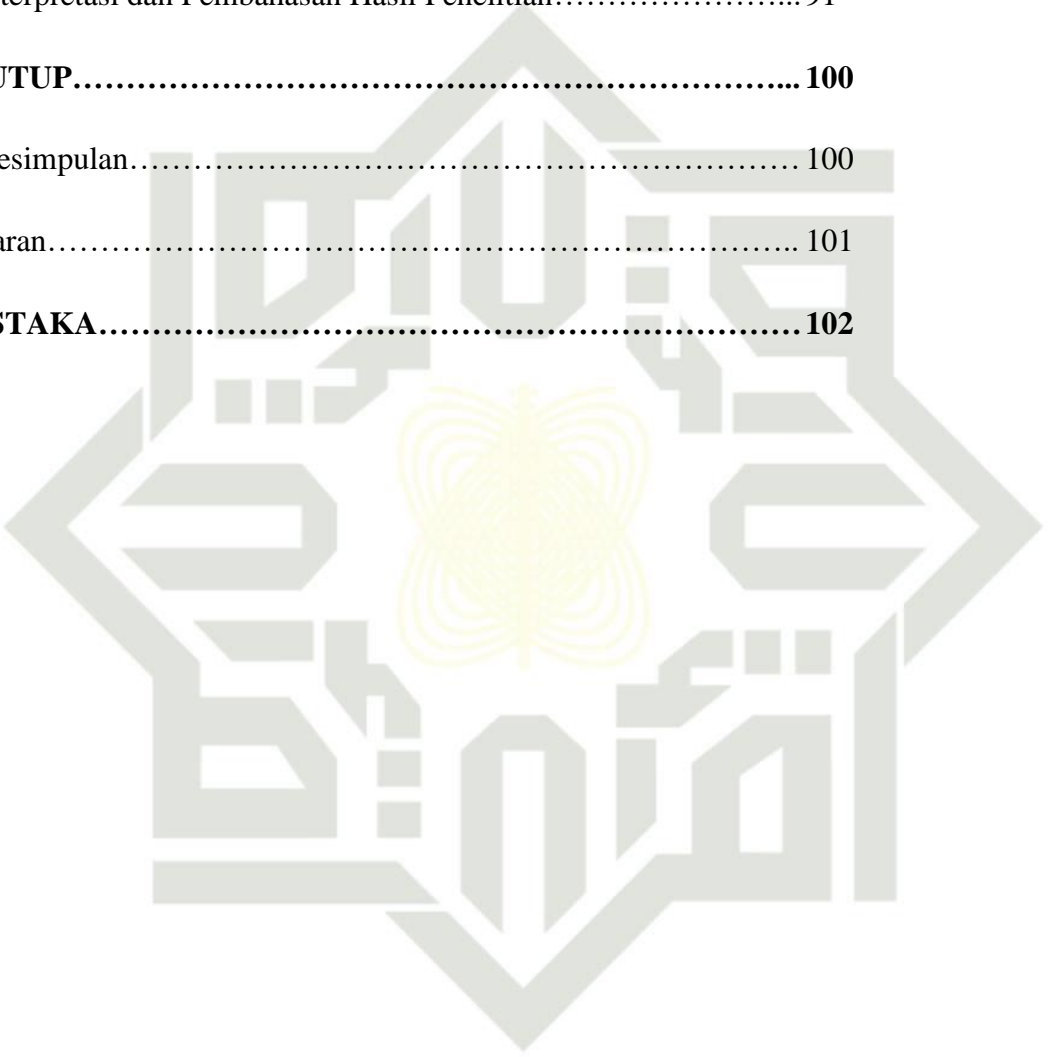 terpretasi dan Pembahasan Hasil Penelitian…………………... 91
UTUP…………………………………………………………... 100
esimpulan……………………………………………………… 100
aran…………………………………………………………….. 101
STAKA………………………………………………………… 102